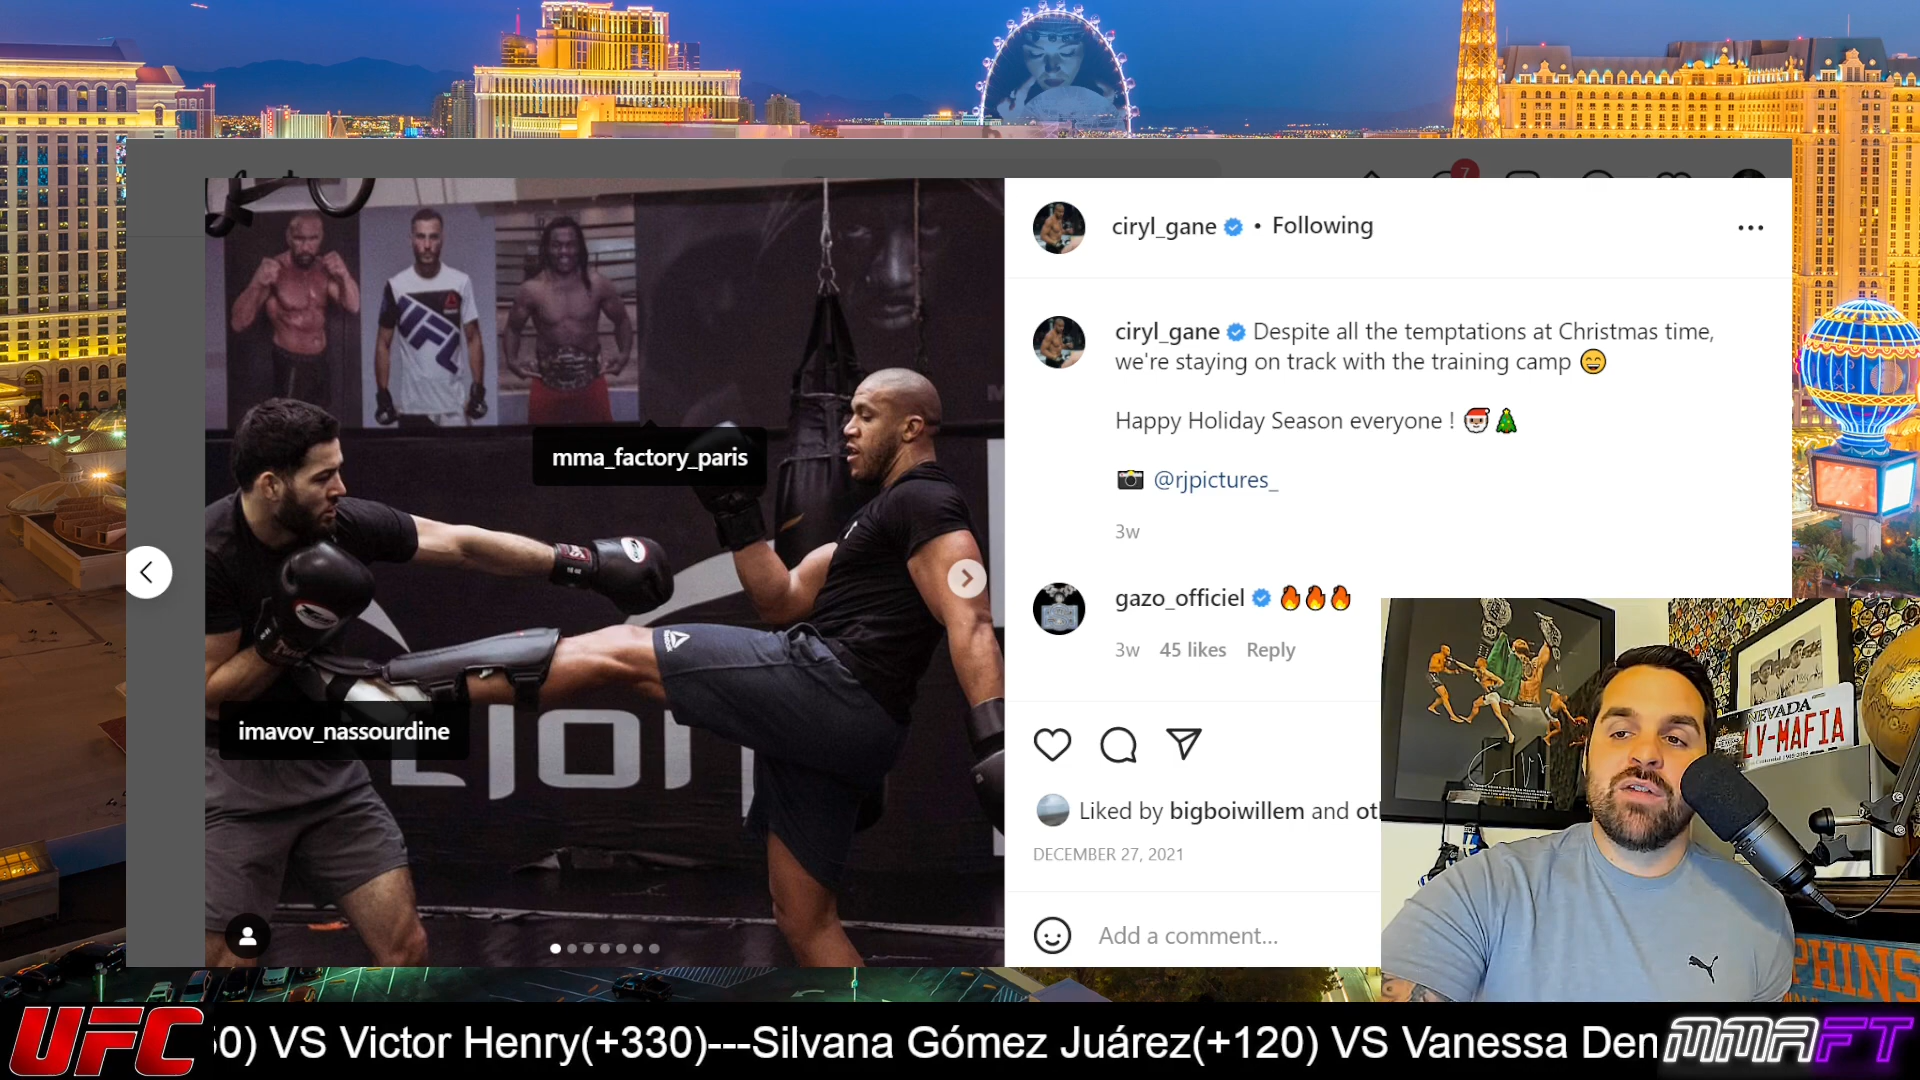 7
ciryl_gane • Following
ciryl_gane Despite all the temptations at Christmas time,
we're staying on track with the training camp
Happy Holiday Season everyone !
@rjpictures_
3w
gazo_officiel
3w 45 likes Reply
Liked by bigboiwillem and
DECEMBER 27, 2021
Add a comment...
mma_factory_paris
imavov_nassourdine
UFC
NEVADA
LV-MAFIA
UFC 50) VS Victor Henry(+330)---Silvana Gómez Juárez(+120) VS Vanessa Den MMAFT